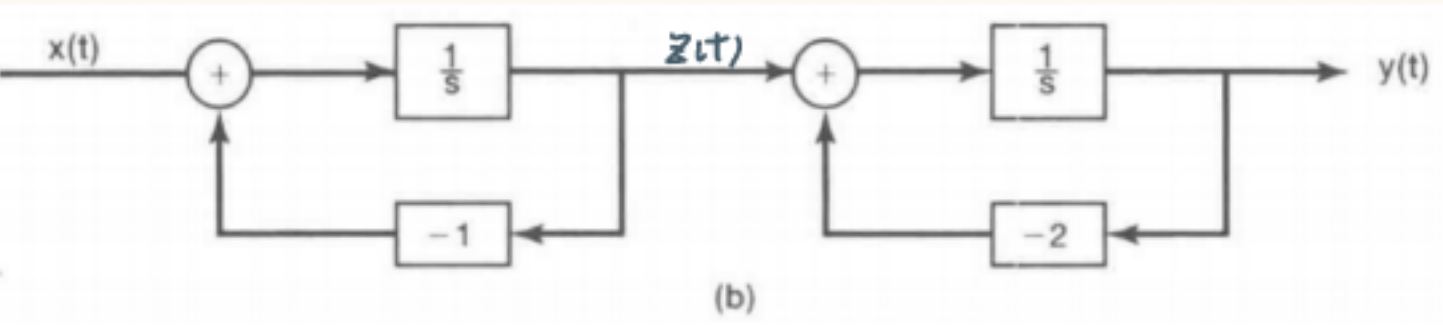 x(t) + 1/s z(t) + 1/s y(t)
-1 -2
(b)